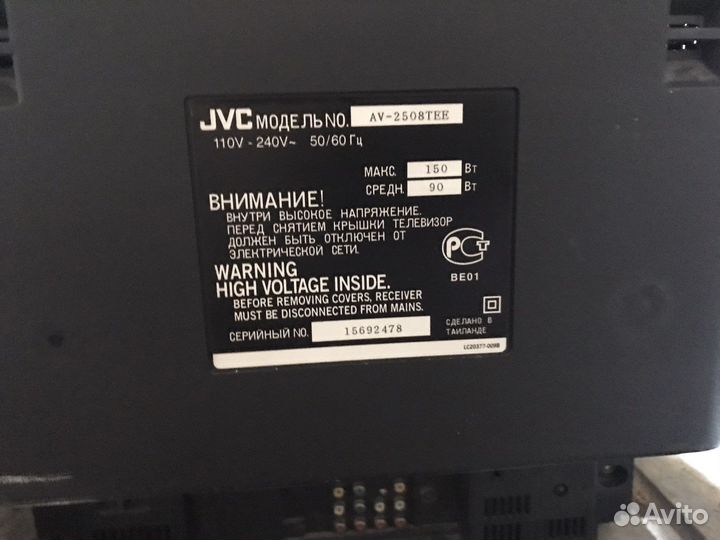 JVC МОДЕЛЬ NO. AV-2508TEE
110V - 240V~ 50/60 Гц
МАКС. 150 Вт
СРЕДН. 90 Вт
ВНИМАНИЕ!
ВНУТРИ ВЫСОКОЕ НАПРЯЖЕНИЕ.
ПЕРЕД СНЯТИЕМ КРЫШКИ ТЕЛЕВИЗОР
ДОЛЖЕН БЫТЬ ОТКЛЮЧЕН ОТ
ЭЛЕКТРИЧЕСКОЙ СЕТИ.
РСТ
BE01
WARNING
HIGH VOLTAGE INSIDE.
BEFORE REMOVING COVERS, RECEIVER
MUST BE DISCONNECTED FROM MAINS.
СЕРИЙНЫЙ NO. 15692478
СДЕЛАНО В
ТАИЛАНДЕ
LC20377-009B
Avito